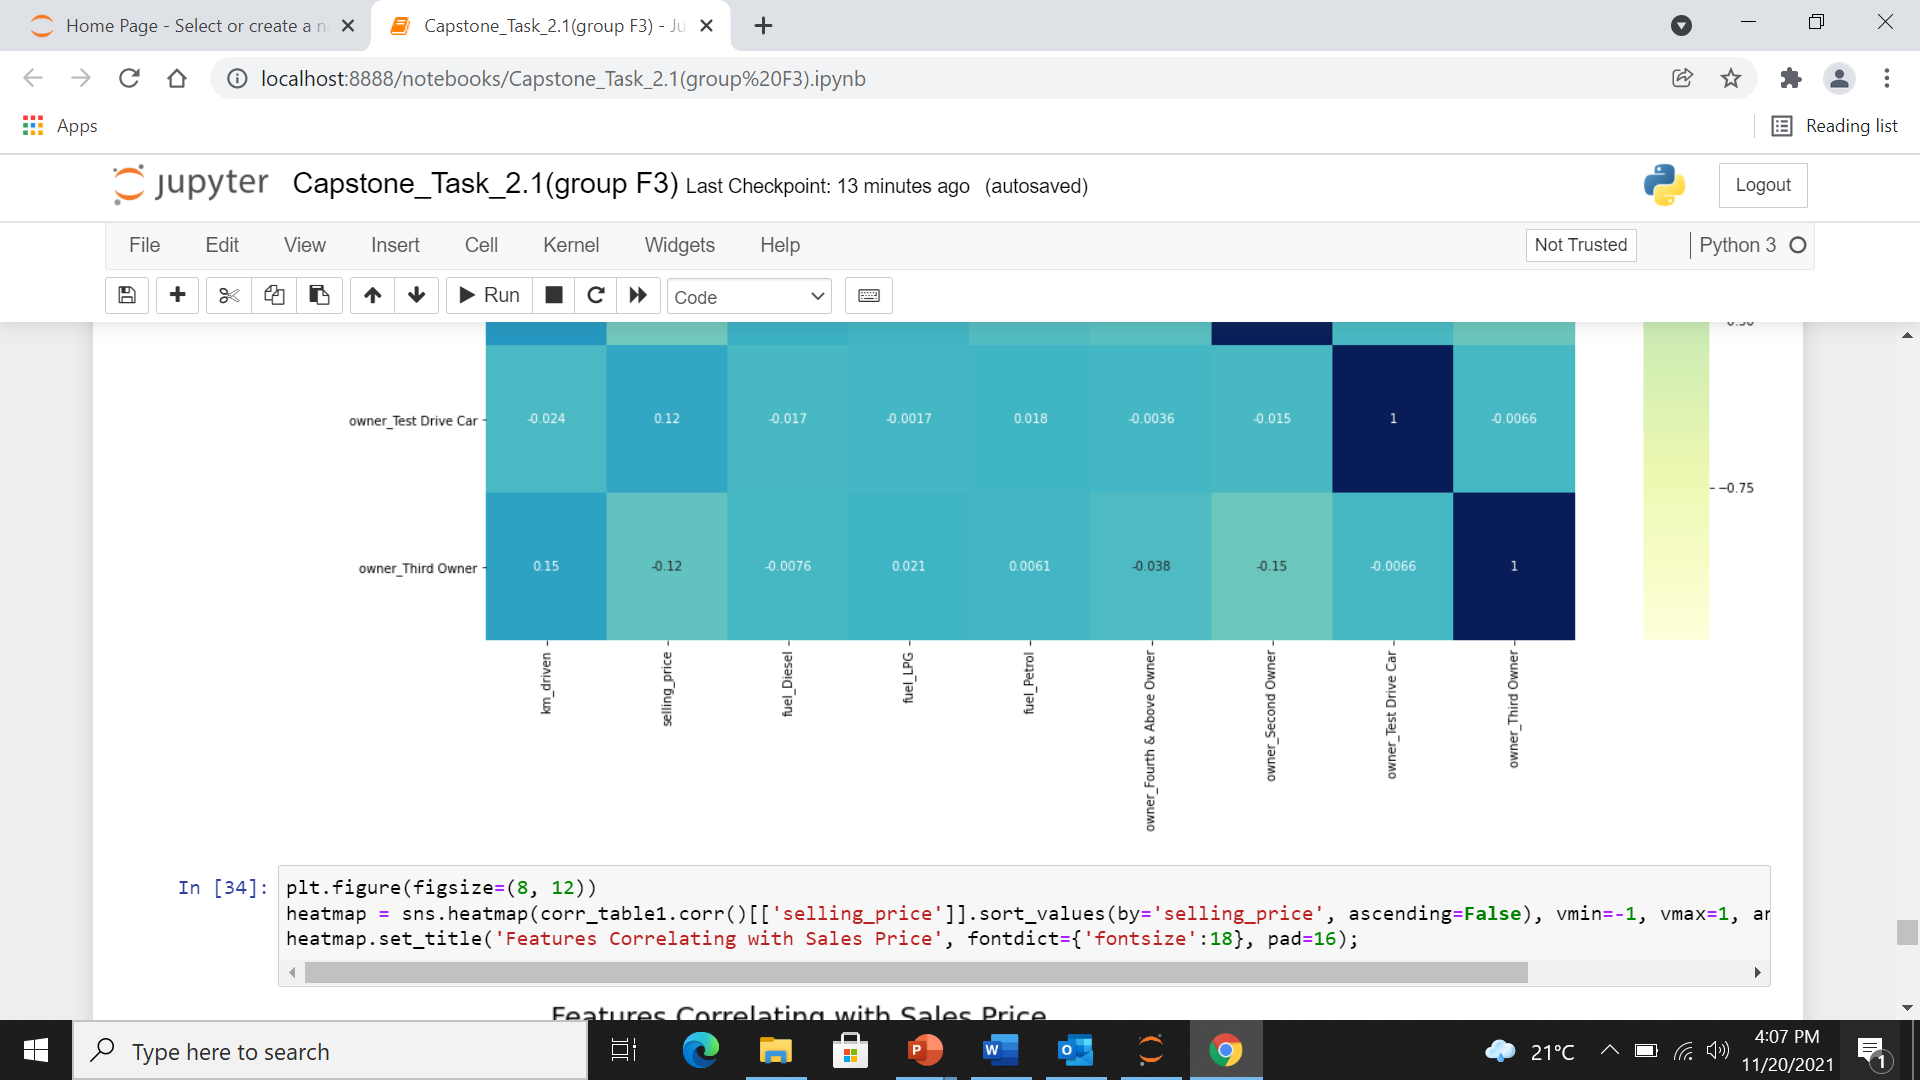 Home Page - Select or create a n
Capstone_Task_2.1(group F3) - Ju
localhost:8888/notebooks/Capstone_Task_2.1(group%20F3).ipynb
Apps
Reading list
jupyter Capstone_Task_2.1(group F3) Last Checkpoint: 13 minutes ago (autosaved)
Logout
File Edit View Insert Cell Kernel Widgets Help
Not Trusted
Python 3
Run
Code
owner_Test Drive Car -0.024 0.12 -0.017 -0.0017 0.018 -0.0036 -0.015 1 -0.0066
-0.75
owner_Third Owner 0.15 -0.12 -0.0076 0.021 0.0061 -0.038 -0.15 -0.0066 1
km_driven
selling_price
fuel_Diesel
fuel_LPG
fuel_Petrol
owner_Fourth & Above Owner
owner_Second Owner
owner_Test Drive Car
owner_Third Owner
In [34]:
plt.figure(figsize=(8, 12))
heatmap = sns.heatmap(corr_table1.corr()[['selling_price']].sort_values(by='selling_price', ascending=False), vmin=-1, vmax=1, an
heatmap.set_title('Features Correlating with Sales Price', fontdict={'fontsize':18}, pad=16);
Features Correlating with Sales Price
Type here to search
21°C
4:07 PM
11/20/2021
1